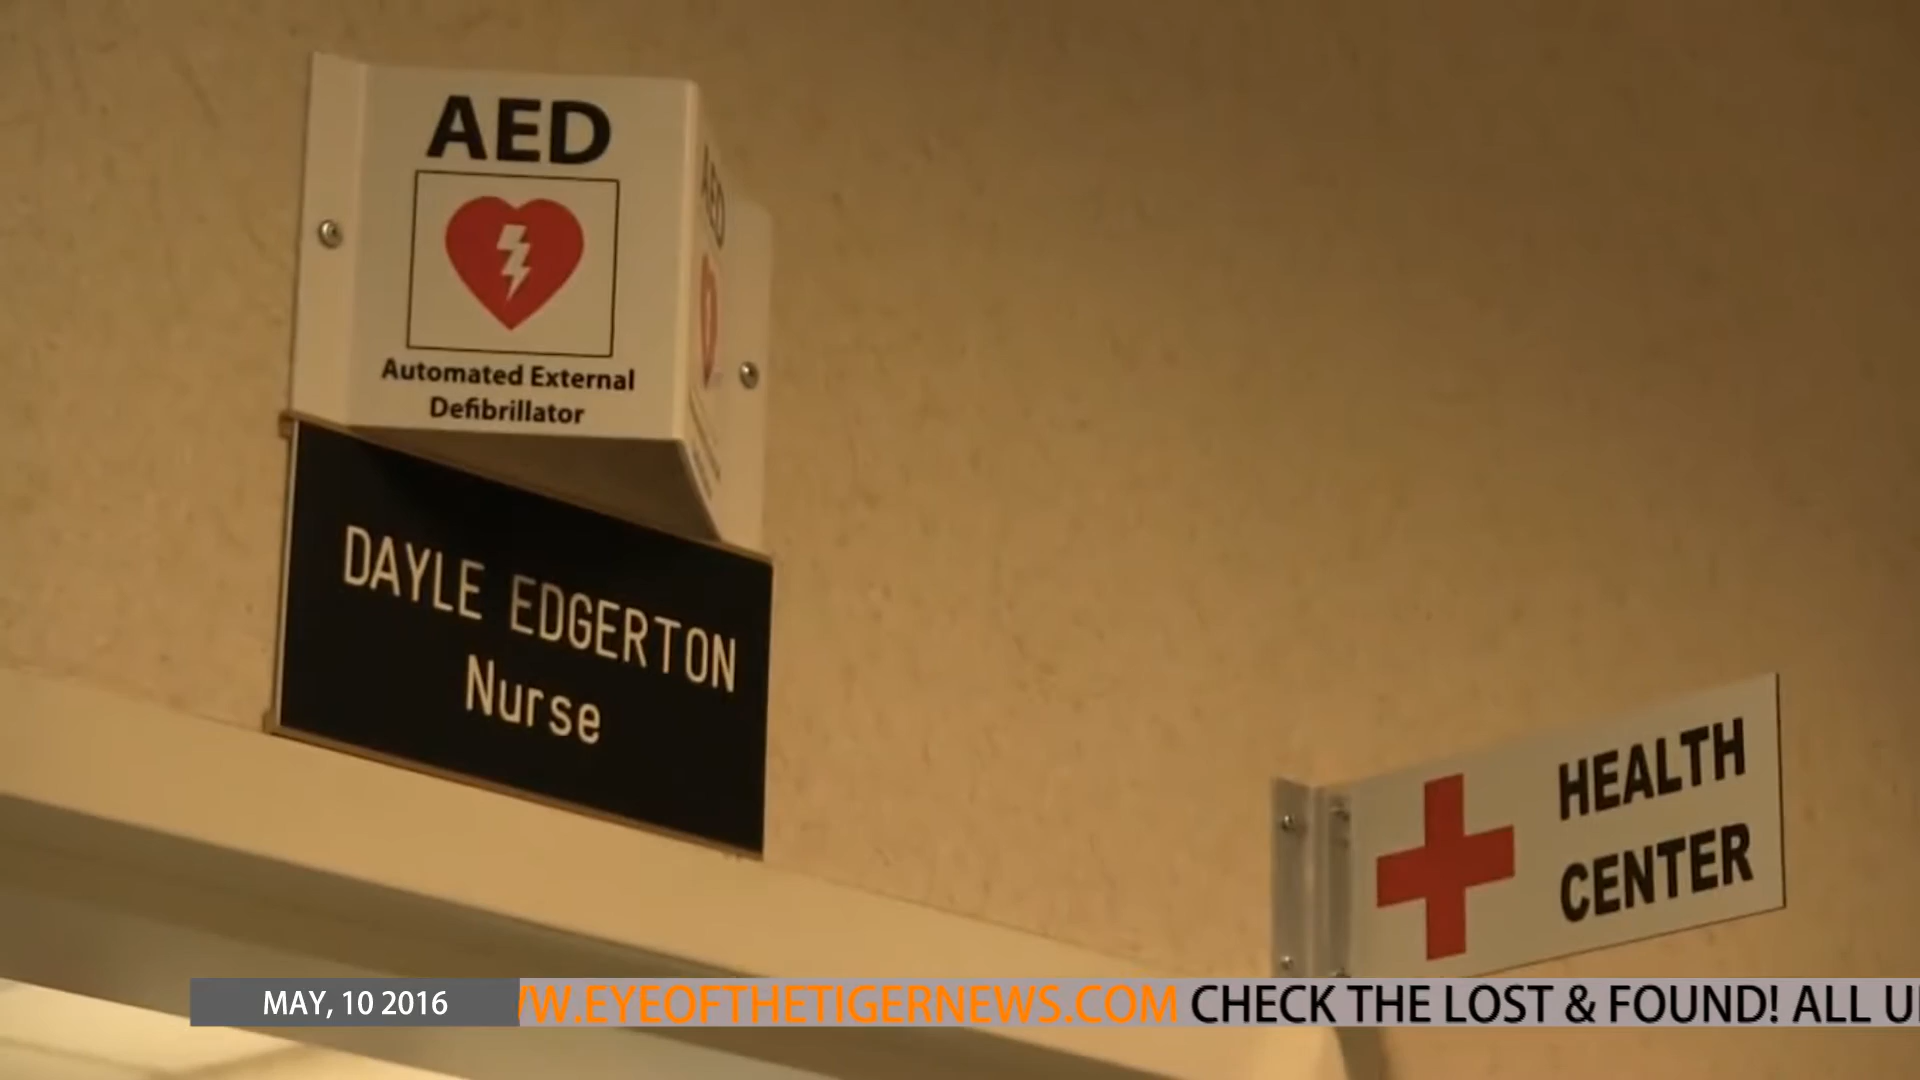 AED
Automated External
Defibrillator
AED
DAYLE EDGERTON
Nurse
HEALTH
CENTER
MAY, 10 2016
W.EYEOFTHETIGERNEWS.COM CHECK THE LOST & FOUND! ALL